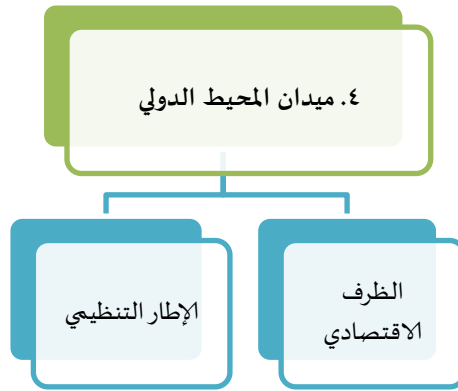 ٤. ميدان المحيط الدولي
الظرف
الاقتصادي
الإطار التنظيمي